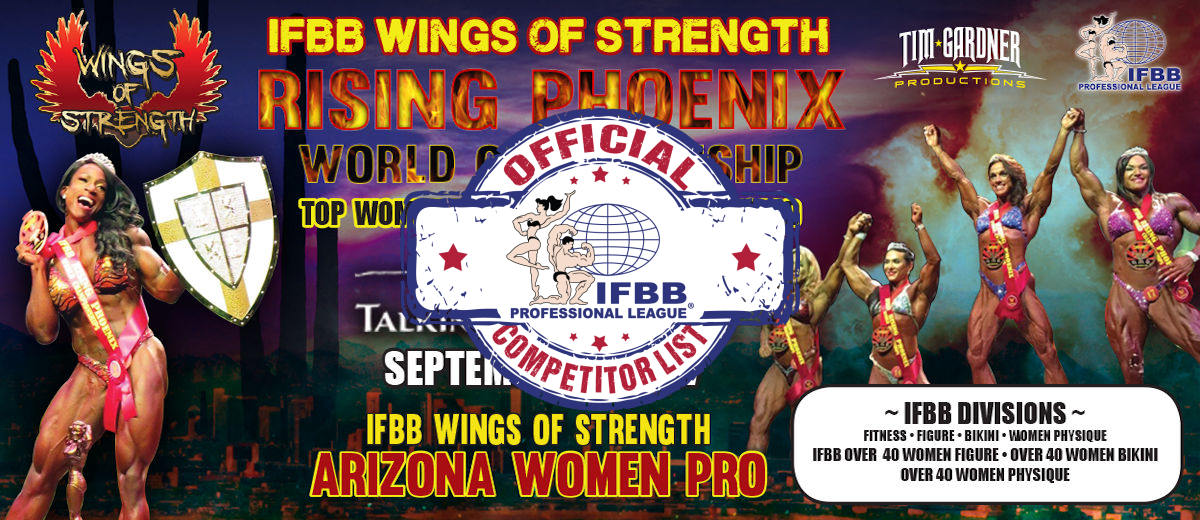 WINGS
OF
STRENGTH
IFBB WINGS OF STRENGTH
RISING PHOENIX
WORLD
SHIP
TOP
TIM GARDNER
PRODUCTIONS
IFBB
PROFESSIONAL LEAGUE
OFFICIAL
IFBB®
PROFESSIONAL LEAGUE
COMPETITOR LIST
IFBB WINGS OF STRENGTH
ARIZONA WOMEN PRO
~ IFBB DIVISIONS ~
FITNESS • FIGURE • BIKINI • WOMEN PHYSIQUE
IFBB OVER 40 WOMEN FIGURE • OVER 40 WOMEN BIKINI
OVER 40 WOMEN PHYSIQUE